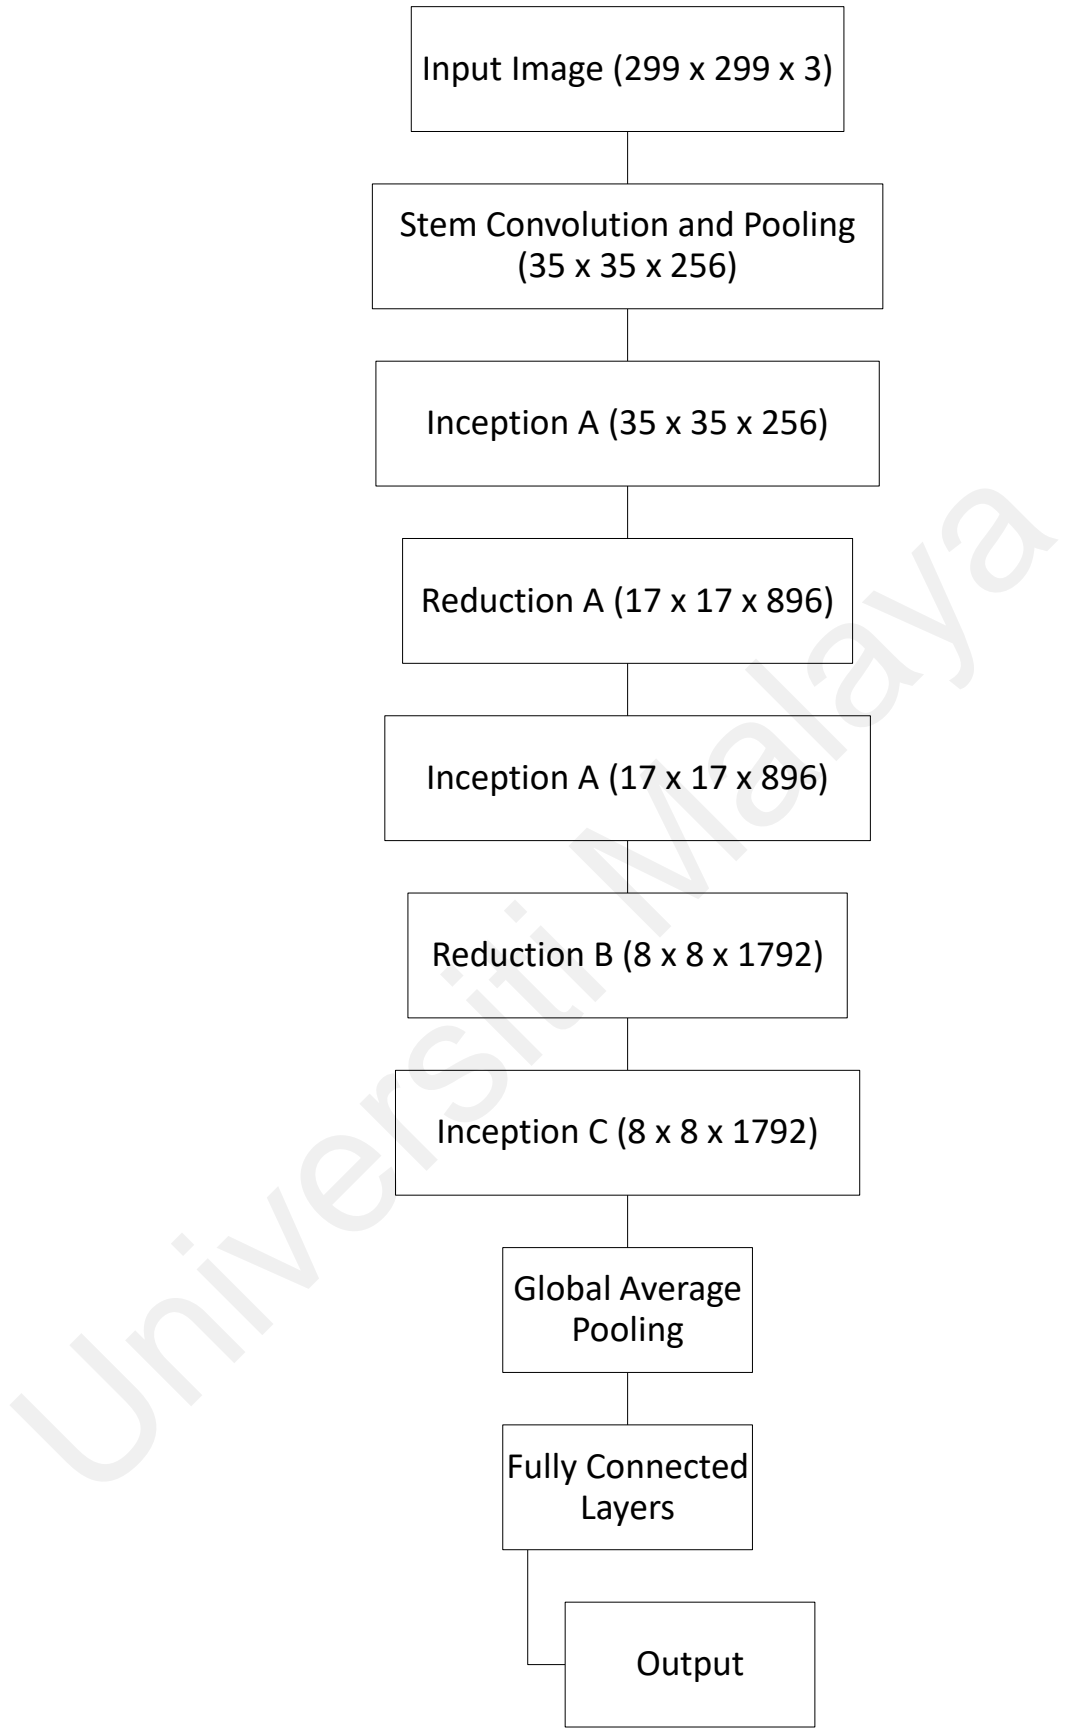 Input Image (299 x 299 x 3)
Stem Convolution and Pooling
(35 x 35 x 256)
Inception A (35 x 35 x 256)
Reduction A (17 x 17 x 896)
Inception A (17 x 17 x 896)
Reduction B (8 x 8 x 1792)
Inception C (8 x 8 x 1792)
Global Average
Pooling
Fully Connected
Layers
Output
Universiti Malaya